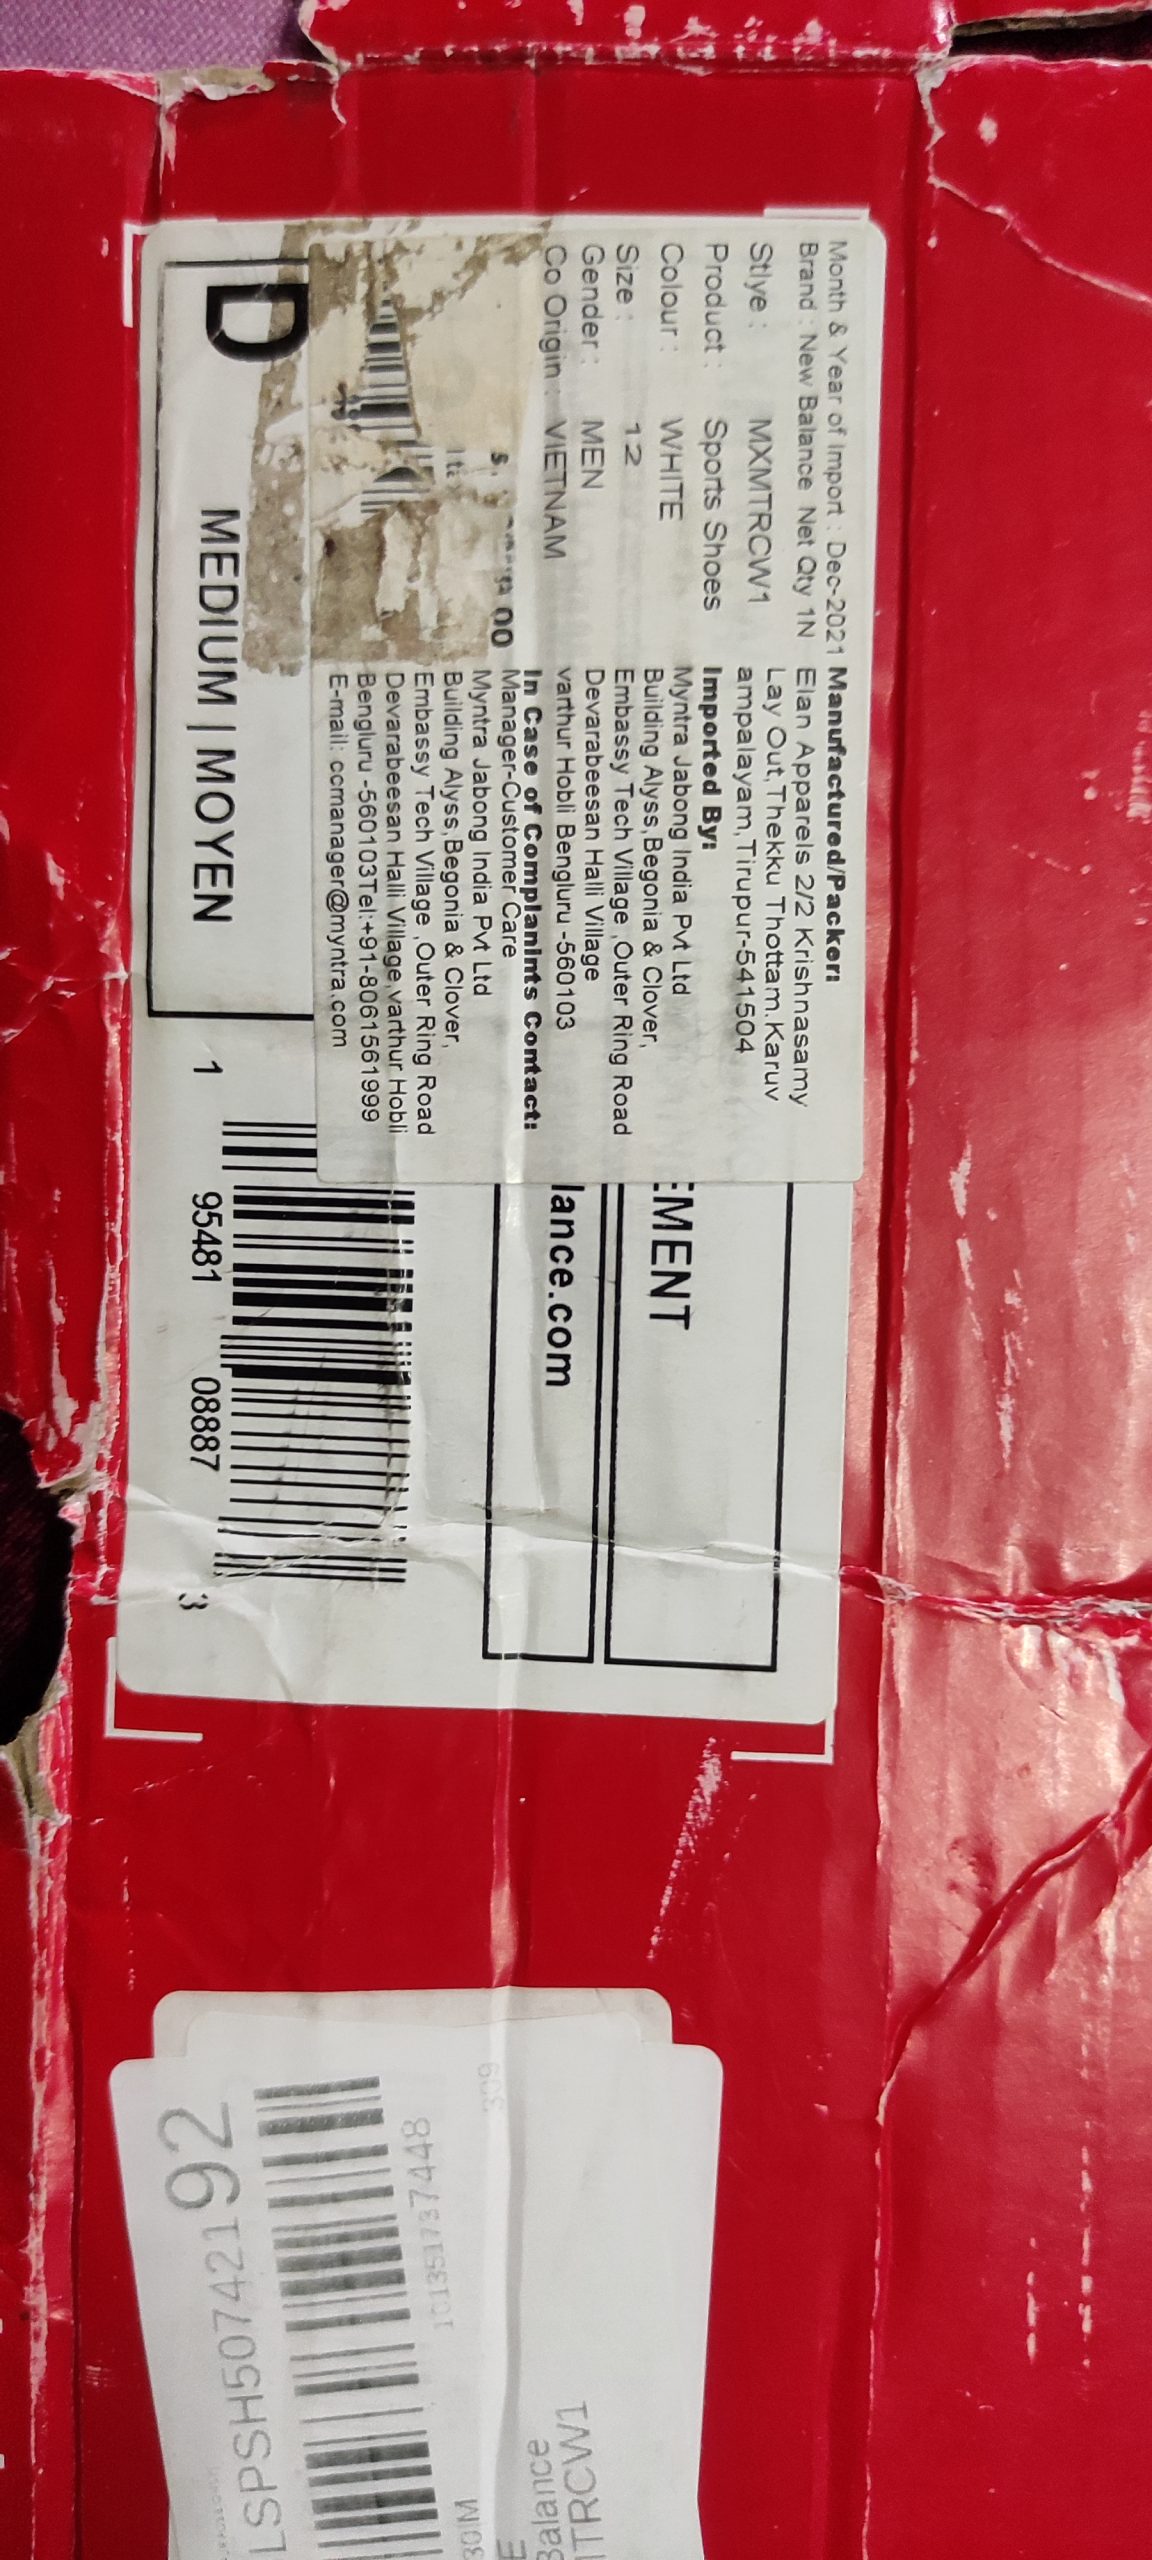 Month & Year of Import : Dec-2021
Brand : New Balance Net Qty 1N
Stlye : MXMTRCW1
Product : Sports Shoes
Colour : WHITE
Size : 12
Gender : MEN
Co Origin : VIETNAM
00
Manufactured/Packer:
Elan Apparels 2/2 Krishnasamy
Lay Out,Thekku Thottam.Karuv
ampalayam,Tirupur-541504
Imported By:
Myntra Jabong India Pvt Ltd
Building Alyss,Begonia & Clover,
Embassy Tech Village ,Outer Ring Road
Devarabeesan Halli Village
varthur Hobli Bengluru -560103
In Case of Complanints Contact:
Manager-Customer Care
Myntra Jabong India Pvt Ltd
Building Alyss,Begonia & Clover,
Embassy Tech Village ,Outer Ring Road
Devarabeesan Halli Village,varthur Hobli
Bengluru -560103Tel:+91-8061561999
E-mail: ccmanager@myntra.com
EMENT
lance.com
D
MEDIUM | MOYEN
1 95481 08887 3
TRCW1
Balance
E
30IM
LSPSH50742192